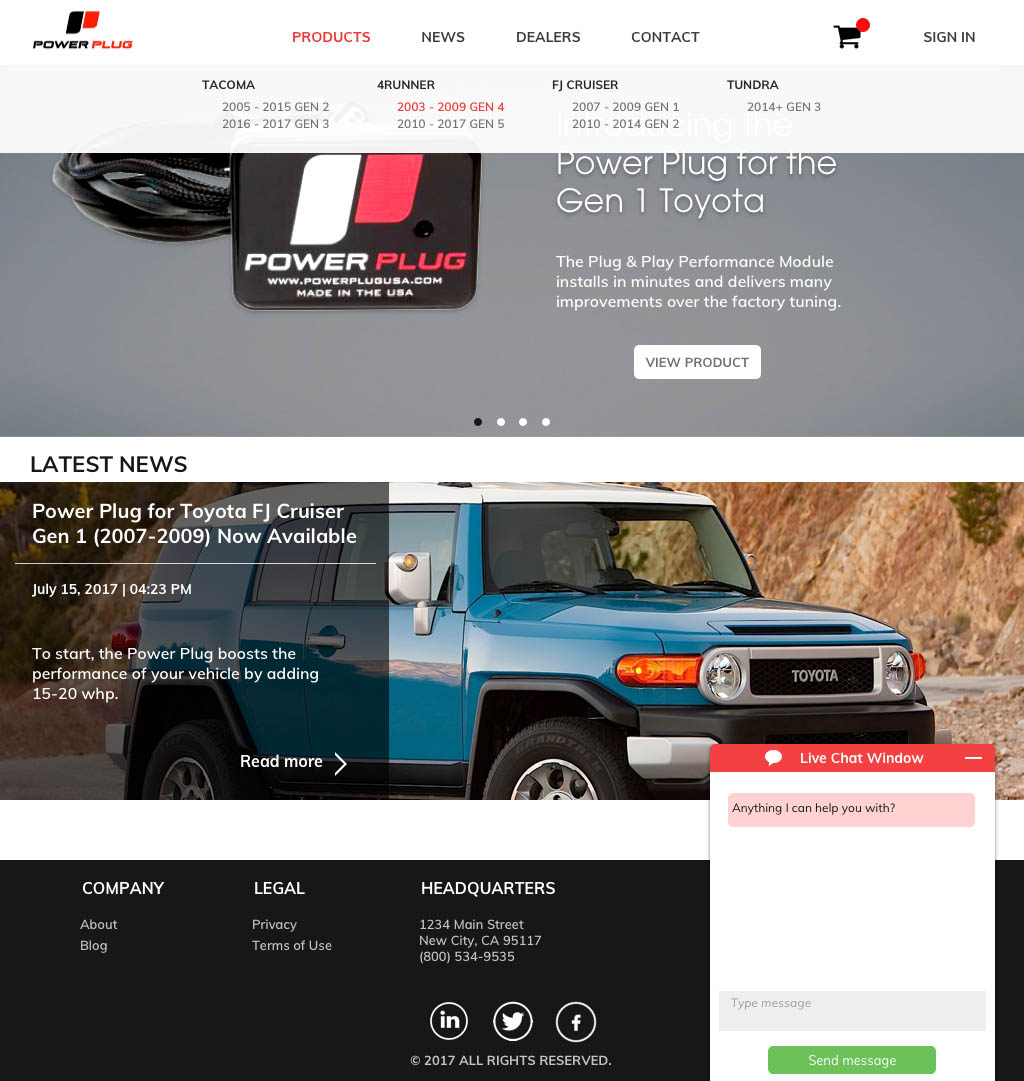 POWER PLUG
PRODUCTS
NEWS
DEALERS
CONTACT
SIGN IN
TACOMA
2005 - 2015 GEN 2
2016 - 2017 GEN 3
4RUNNER
2003 - 2009 GEN 4
2010 - 2017 GEN 5
FJ CRUISER
2007 - 2009 GEN 1
2010 - 2014 GEN 2
TUNDRA
2014+ GEN 3
POWER PLUG
WWW.POWERPLUGUSA.COM
MADE IN THE USA
Introducing the
Power Plug for the
Gen 1 Toyota
The Plug & Play Performance Module
installs in minutes and delivers many
improvements over the factory tuning.
VIEW PRODUCT
LATEST NEWS
Power Plug for Toyota FJ Cruiser
Gen 1 (2007-2009) Now Available
July 15, 2017 | 04:23 PM
To start, the Power Plug boosts the
performance of your vehicle by adding
15-20 whp.
Read more
TOYOTA
GRANDTREK
Live Chat Window
Anything I can help you with?
Type message
Send message
COMPANY
About
Blog
LEGAL
Privacy
Terms of Use
HEADQUARTERS
1234 Main Street
New City, CA 95117
(800) 534-9535
in
f
© 2017 ALL RIGHTS RESERVED.